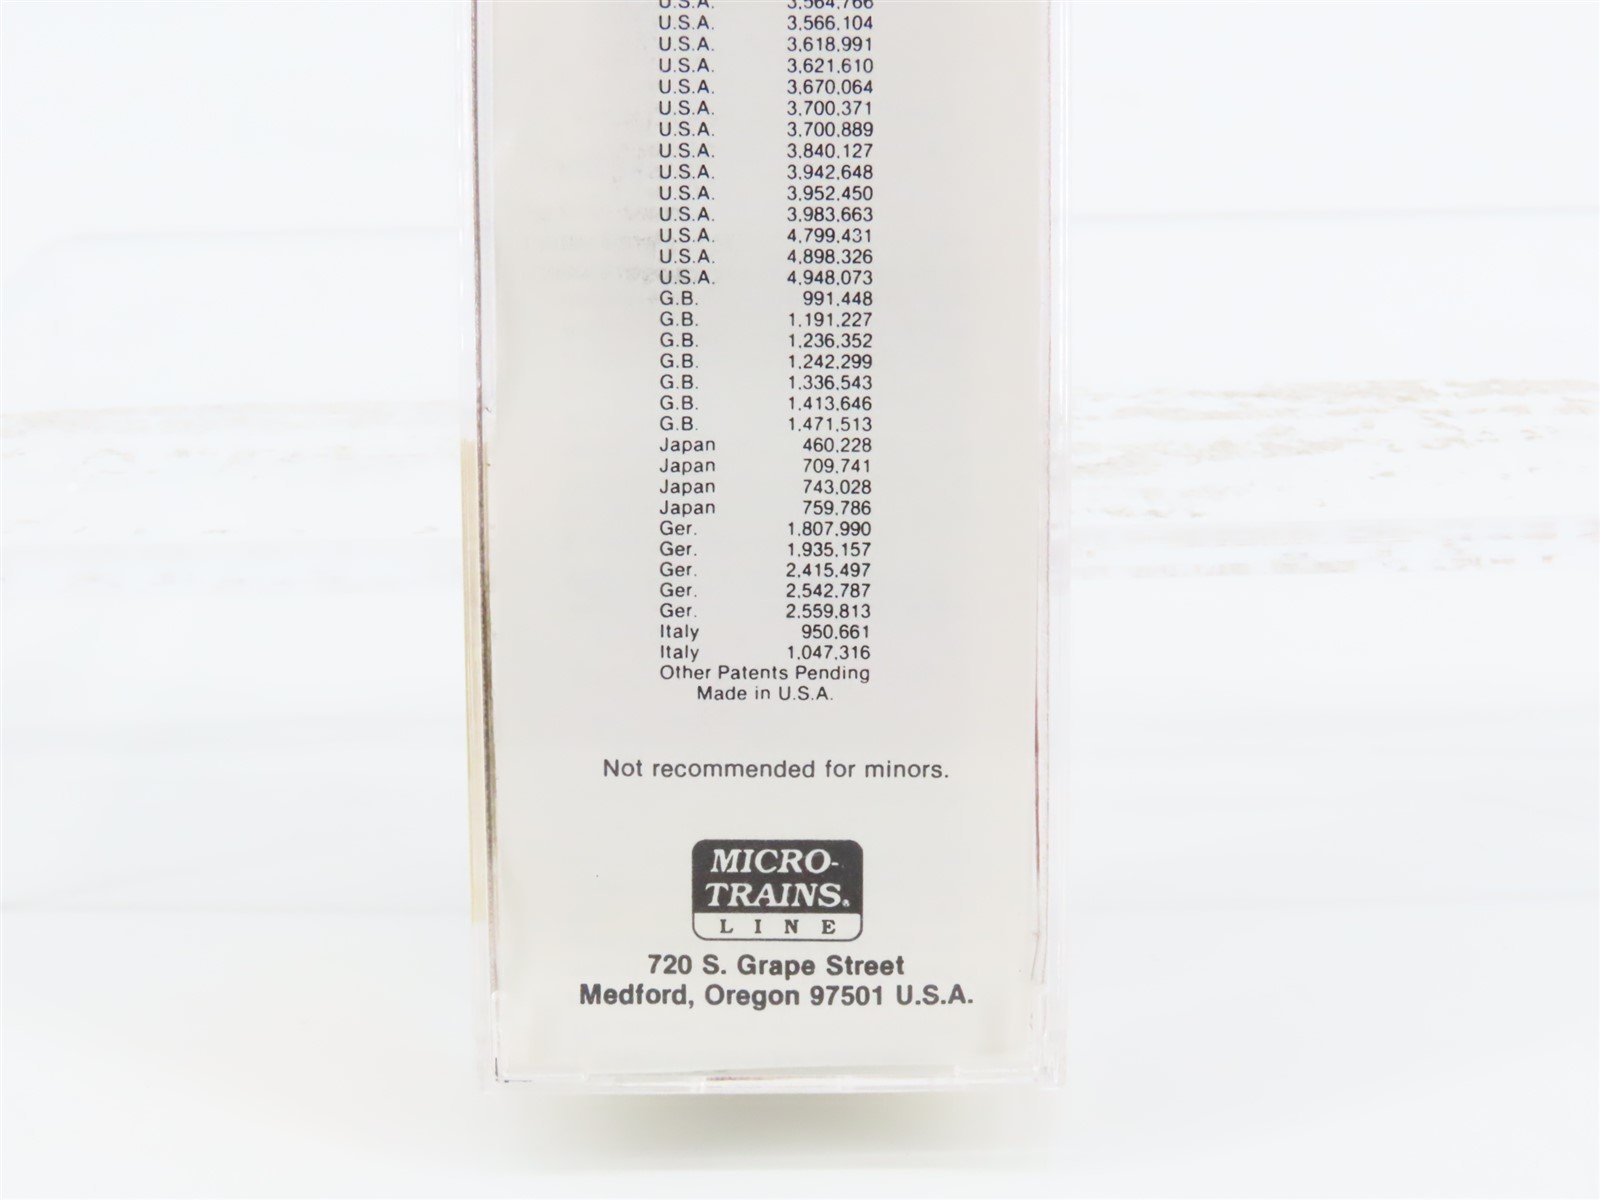 U.S.A. 3,564,766
U.S.A. 3,566,104
U.S.A. 3,618,991
U.S.A. 3,621,610
U.S.A. 3,670,064
U.S.A. 3,700,371
U.S.A. 3,700,889
U.S.A. 3,840,127
U.S.A. 3,942,648
U.S.A. 3,952,450
U.S.A. 3,983,663
U.S.A. 4,799,431
U.S.A. 4,898,326
U.S.A. 4,948,073
G.B. 991,448
G.B. 1,191,227
G.B. 1,236,352
G.B. 1,242,299
G.B. 1,336,543
G.B. 1,413,646
G.B. 1,471,513
Japan 460,228
Japan 709,741
Japan 743,028
Japan 759,786
Ger. 1,807,990
Ger. 1,935,157
Ger. 2,415,497
Ger. 2,542,787
Ger. 2,559,813
Italy 950,661
Italy 1,047,316
Other Patents Pending
Made in U.S.A.
Not recommended for minors.
MICRO-
TRAINS®
LINE
720 S. Grape Street
Medford, Oregon 97501 U.S.A.